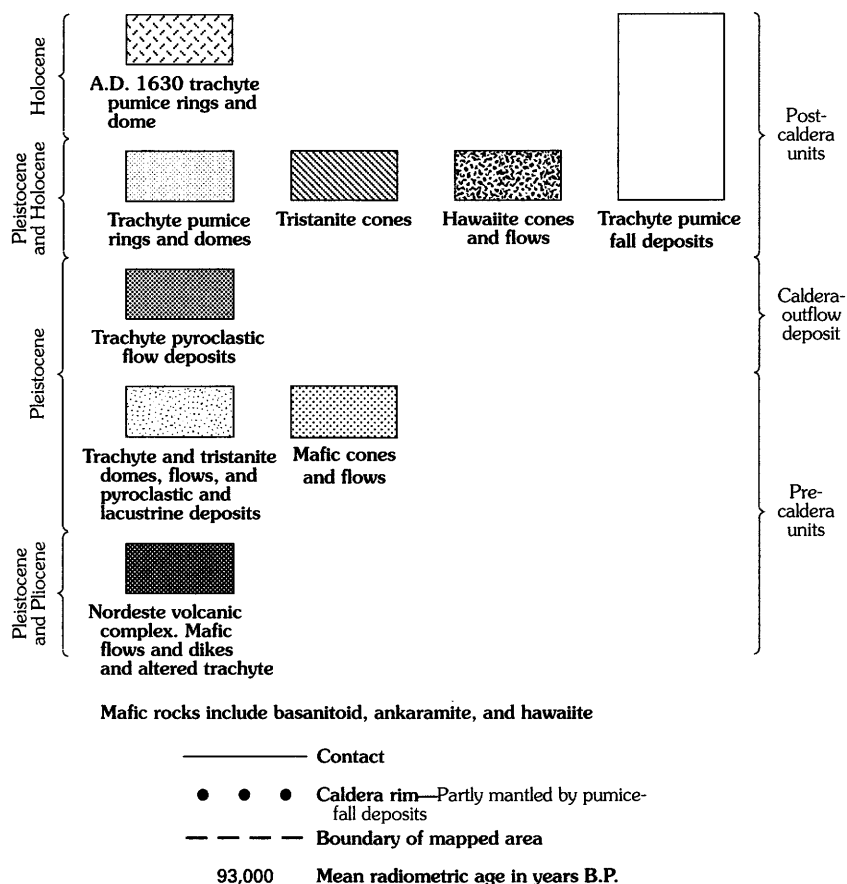 Holocene
A.D. 1630 trachyte
pumice rings and
dome
Post-
caldera
units
Pleistocene
and Holocene
Trachyte pumice
rings and domes
Tristanite cones
Hawaiite cones
and flows
Trachyte pumice
fall deposits
Pleistocene
Trachyte pyroclastic
flow deposits
Caldera-
outflow
deposit
Trachyte and tristanite
domes, flows, and
pyroclastic and
lacustrine deposits
Mafic cones
and flows
Pre-
caldera
units
Pleistocene
and Pliocene
Nordeste volcanic
complex. Mafic
flows and dikes
and altered trachyte
Mafic rocks include basanitoid, ankaramite, and hawaiite
Contact
Caldera rim—Partly mantled by pumice-
fall deposits
Boundary of mapped area
93,000 Mean radiometric age in years B.P.